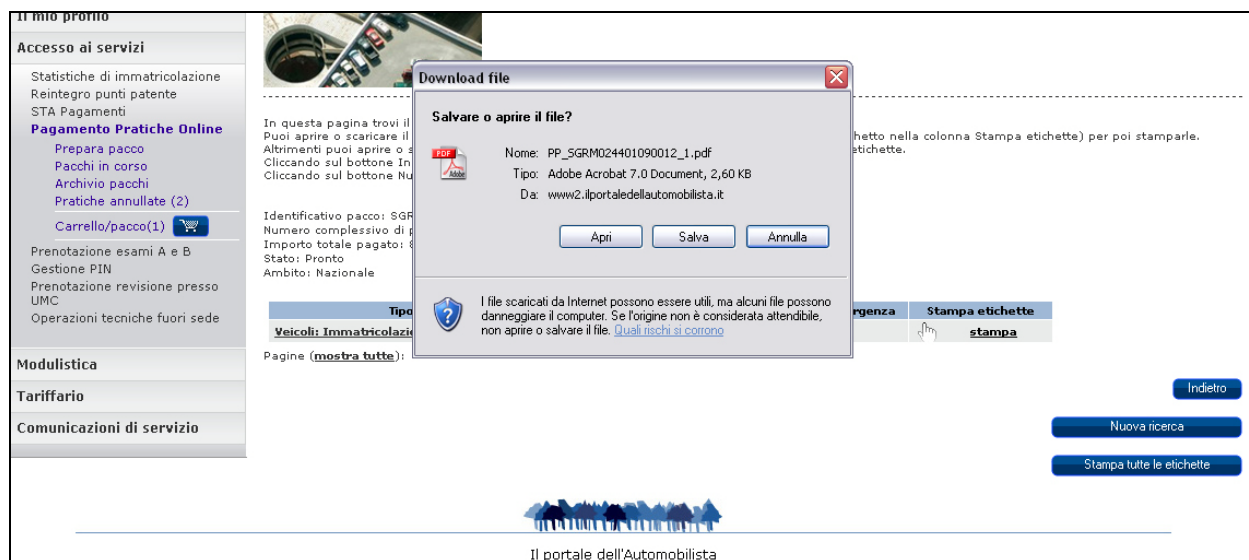 Il mio profilo
Accesso ai servizi
Statistiche di immatricolazione
Reintegro punti patente
STA Pagamenti
Pagamento Pratiche Online
Prepara pacco
Pacchi in corso
Archivio pacchi
Pratiche annullate (2)
Carrello/pacco(1)
Prenotazione esami A e B
Gestione PIN
Prenotazione revisione presso
UMC
Operazioni tecniche fuori sede
Modulistica
Tariffario
Comunicazioni di servizio
In questa pagina trovi il
Puoi aprire o scaricare il hetto nella colonna Stampa etichette) per poi stamparle.
Altrimenti puoi aprire o s etichette.
Cliccando sul bottone In
Cliccando sul bottone Nu
Identificativo pacco: SGR
Numero complessivo di p
Importo totale pagato: 8
Stato: Pronto
Ambito: Nazionale
Tipo rgenza Stampa etichette
Veicoli: Immatricolazi stampa
Pagine (mostra tutte):
Download file
Salvare o aprire il file?
PDF
Adobe
Nome: PP_SGRM024401090012_1.pdf
Tipo: Adobe Acrobat 7.0 Document, 2,60 KB
Da: www2.ilportaledellautomobilista.it
Apri Salva Annulla
I file scaricati da Internet possono essere utili, ma alcuni file possono
danneggiare il computer. Se l'origine non è considerata attendibile,
non aprire o salvare il file. Quali rischi si corrono
Indietro
Nuova ricerca
Stampa tutte le etichette
Il portale dell'Automobilista